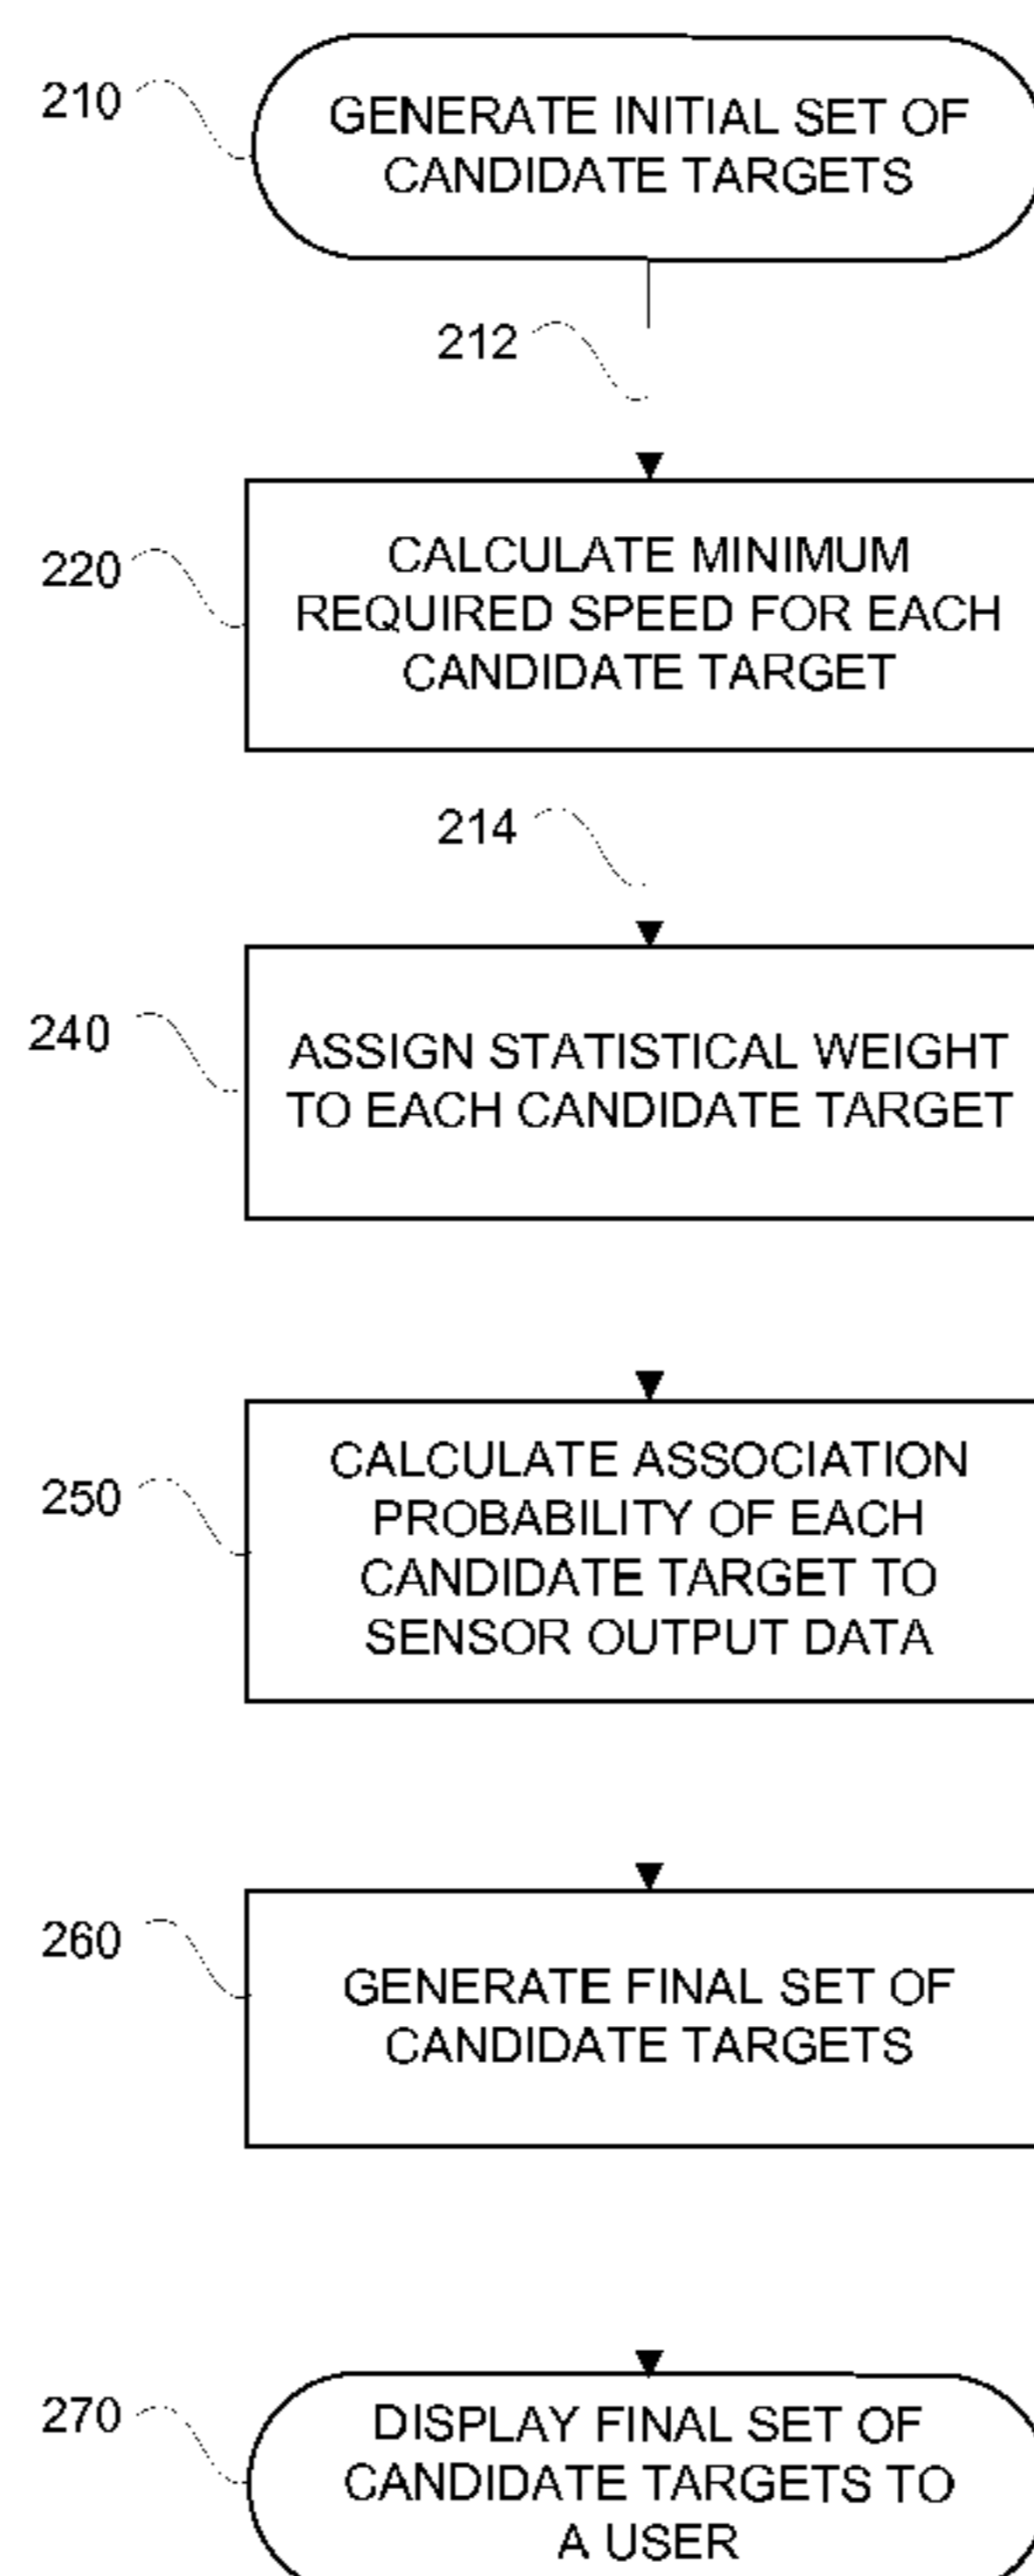 210
GENERATE INITIAL SET OF
CANDIDATE TARGETS
212
220
CALCULATE MINIMUM
REQUIRED SPEED FOR EACH
CANDIDATE TARGET
214
240
ASSIGN STATISTICAL WEIGHT
TO EACH CANDIDATE TARGET
250
CALCULATE ASSOCIATION
PROBABILITY OF EACH
CANDIDATE TARGET TO
SENSOR OUTPUT DATA
260
GENERATE FINAL SET OF
CANDIDATE TARGETS
270
DISPLAY FINAL SET OF
CANDIDATE TARGETS TO
A USER